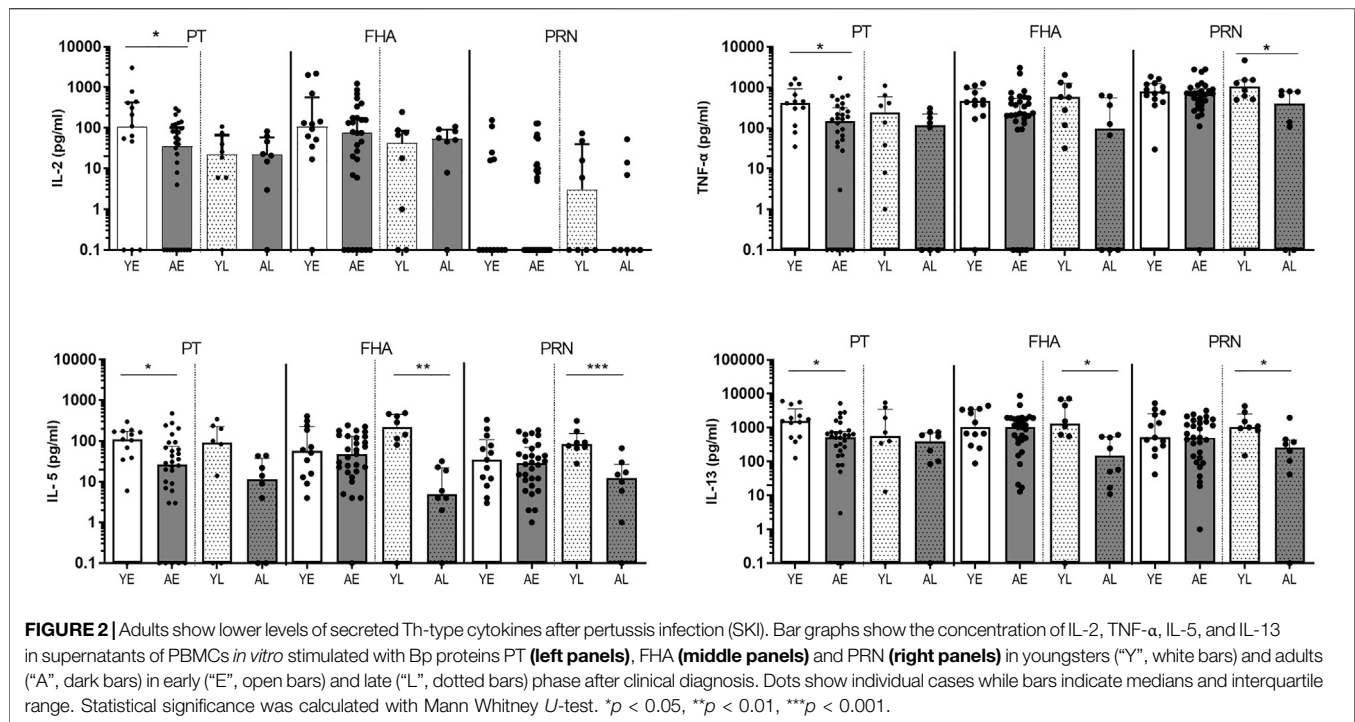 * PT FHA PRN
10000
1000
100
10
1
0.1
IL-2 (pg/ml)
YE AE YL AL YE AE YL AL YE AE YL AL
PT FHA PRN
* *
10000
1000
100
10
1
0.1
TNF-α (pg/ml)
YE AE YL AL YE AE YL AL YE AE YL AL
PT FHA PRN
* ** ***
10000
1000
100
10
1
0.1
IL- 5 (pg/ml)
YE AE YL AL YE AE YL AL YE AE YL AL
PT FHA PRN
* * *
100000
10000
1000
100
10
1
0.1
IL-13 (pg/ml)
YE AE YL AL YE AE YL AL YE AE YL AL
FIGURE 2 | Adults show lower levels of secreted Th-type cytokines after pertussis infection (SKI). Bar graphs show the concentration of IL-2, TNF-α, IL-5, and IL-13
in supernatants of PBMCs in vitro stimulated with Bp proteins PT (left panels), FHA (middle panels) and PRN (right panels) in youngsters (“Y”, white bars) and adults
(“A”, dark bars) in early (“E”, open bars) and late (“L”, dotted bars) phase after clinical diagnosis. Dots show individual cases while bars indicate medians and interquartile
range. Statistical significance was calculated with Mann Whitney U-test. *p < 0.05, **p < 0.01, ***p < 0.001.